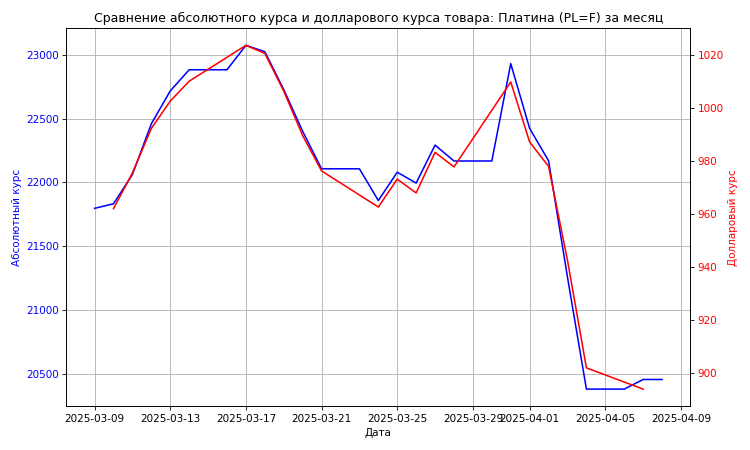 Сравнение абсолютного курса и долларового курса товара: Платина (PL=F) за месяц
Абсолютный курс
23000
22500
22000
21500
21000
20500
1020
1000
980
960
940
920
900
Долларовый курс
2025-03-09 2025-03-13 2025-03-17 2025-03-21 2025-03-25 2025-03-29 2025-04-01 2025-04-05 2025-04-09
Дата